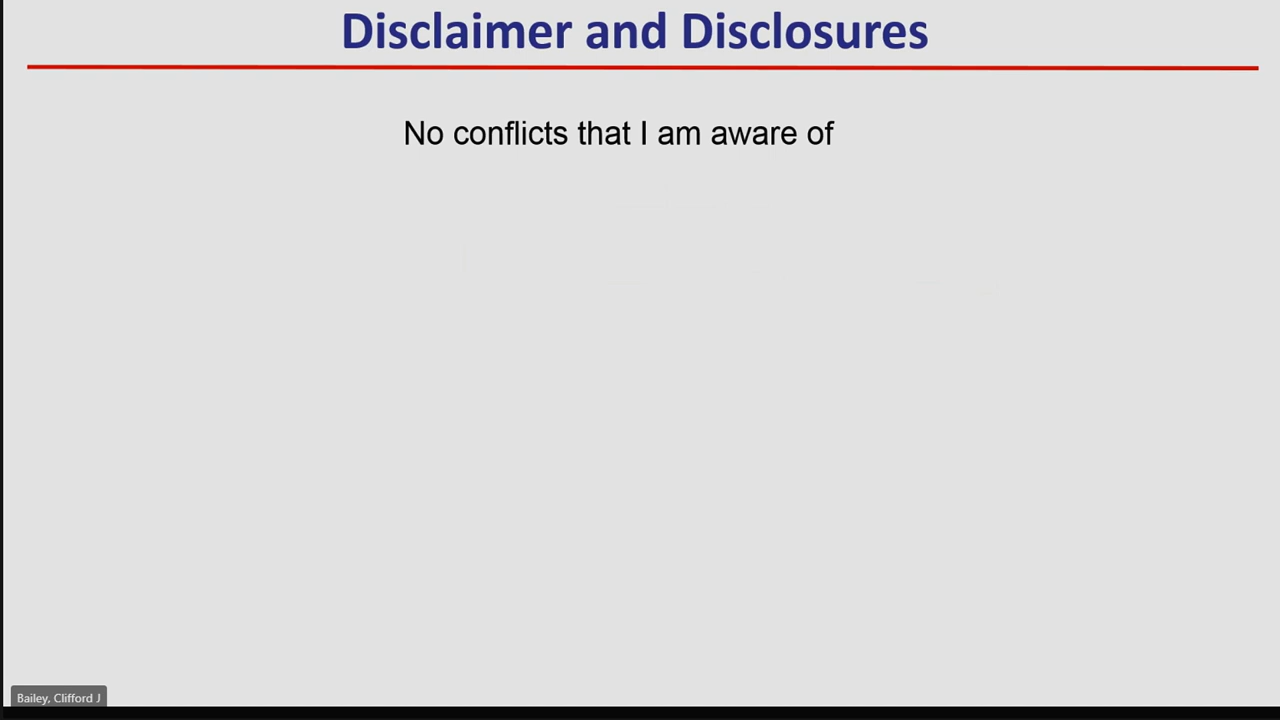 Disclaimer and Disclosures
No conflicts that I am aware of
Bailey, Clifford J